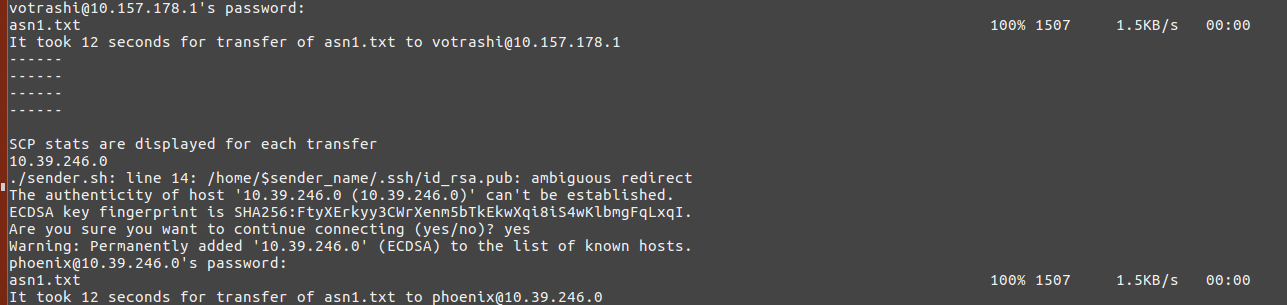 votrashi@10.157.178.1's password:
asn1.txt 100% 1507 1.5KB/s 00:00
It took 12 seconds for transfer of asn1.txt to votrashi@10.157.178.1
------
------
------
------
SCP stats are displayed for each transfer
10.39.246.0
./sender.sh: line 14: /home/$sender_name/.ssh/id_rsa.pub: ambiguous redirect
The authenticity of host '10.39.246.0 (10.39.246.0)' can't be established.
ECDSA key fingerprint is SHA256:FtyXErkyy3CWrXenm5bTkEkwXqi8iS4wKlbmgFqLxqI.
Are you sure you want to continue connecting (yes/no)? yes
Warning: Permanently added '10.39.246.0' (ECDSA) to the list of known hosts.
phoenix@10.39.246.0's password:
asn1.txt 100% 1507 1.5KB/s 00:00
It took 12 seconds for transfer of asn1.txt to phoenix@10.39.246.0